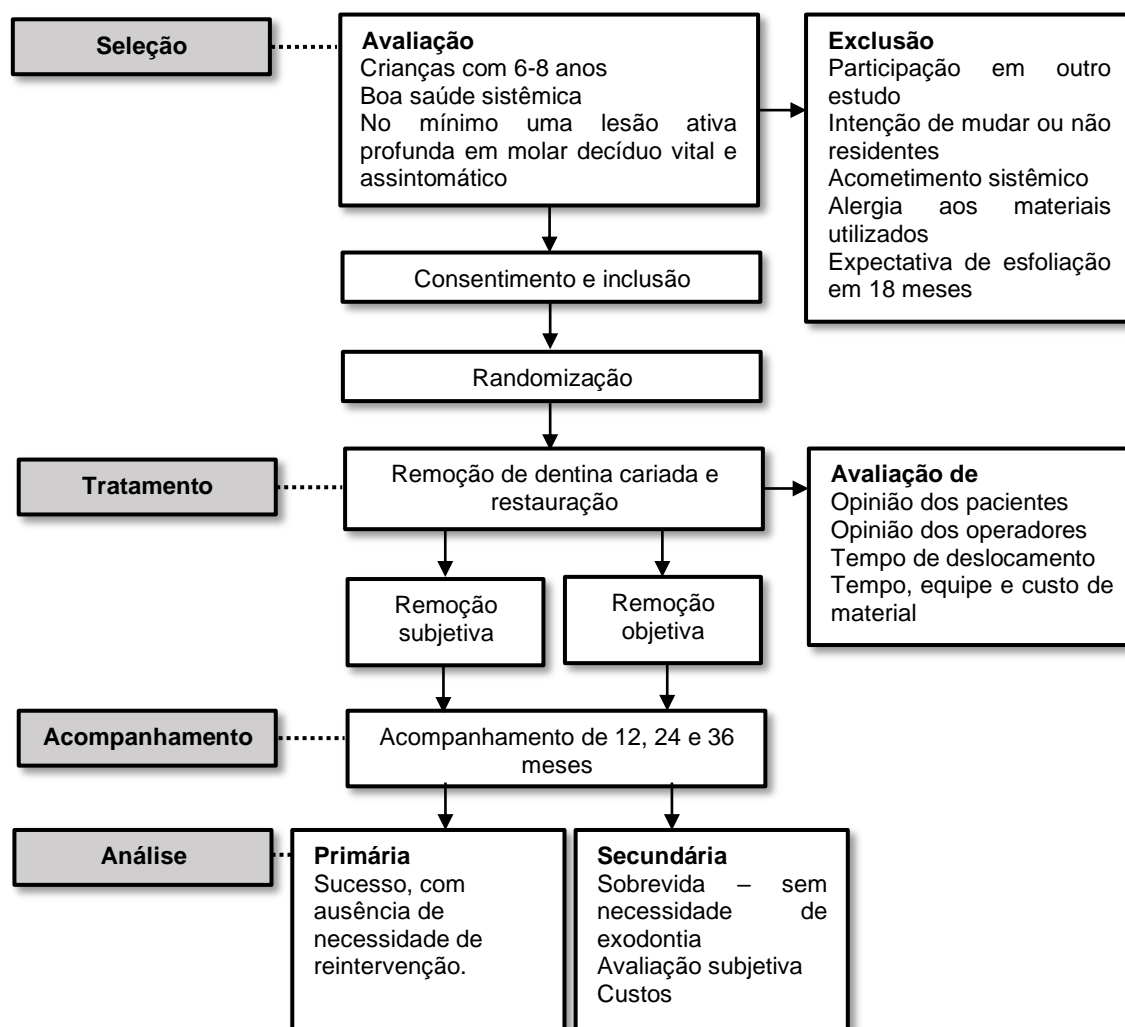 Seleção
Avaliação
Crianças com 6-8 anos
Boa saúde sistêmica
No mínimo uma lesão ativa
profunda em molar decíduo vital e
assintomático
Exclusão
Participação em outro
estudo
Intenção de mudar ou não
residentes
Acometimento sistêmico
Alergia aos materiais
utilizados
Expectativa de esfoliação
em 18 meses
Consentimento e inclusão
Randomização
Tratamento
Remoção de dentina cariada e
restauração
Avaliação de
Opinião dos pacientes
Opinião dos operadores
Tempo de deslocamento
Tempo, equipe e custo de
material
Remoção
subjetiva
Remoção
objetiva
Acompanhamento
Acompanhamento de 12, 24 e 36
meses
Análise
Primária
Sucesso, com
ausência de
necessidade de
reintervenção.
Secundária
Sobrevida – sem
necessidade de
exodontia
Avaliação subjetiva
Custos